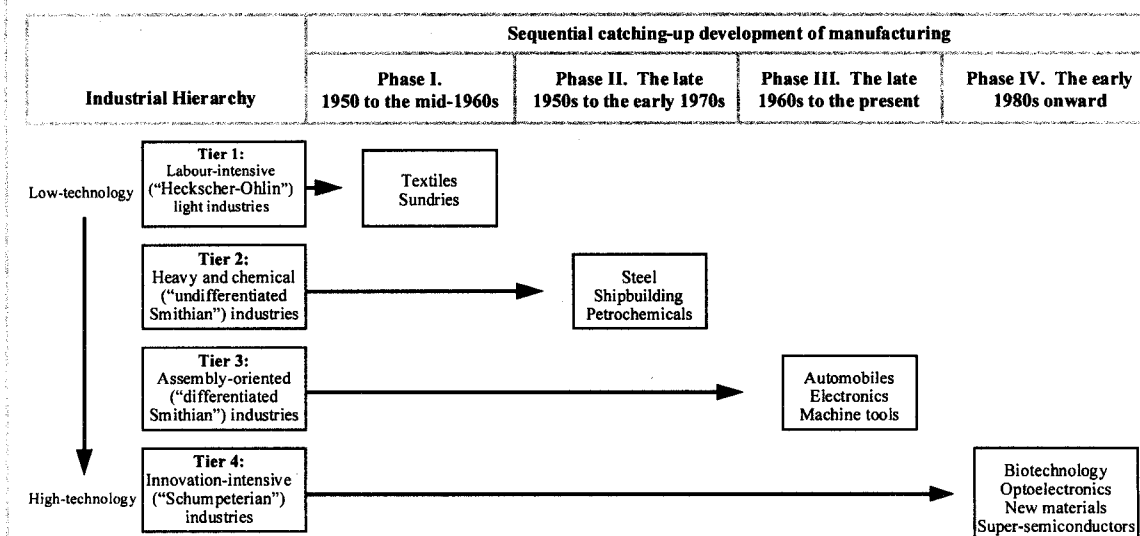 Sequential catching-up development of manufacturing
Industrial Hierarchy
Phase I.
1950 to the mid-1960s
Phase II. The late
1950s to the early 1970s
Phase III. The late
1960s to the present
Phase IV. The early
1980s onward
Low-technology
Tier 1:
Labour-intensive
("Heckscher-Ohlin")
light industries
Textiles
Sundries
Tier 2:
Heavy and chemical
("undifferentiated
Smithian") industries
Steel
Shipbuilding
Petrochemicals
Tier 3:
Assembly-oriented
("differentiated
Smithian") industries
Automobiles
Electronics
Machine tools
High-technology
Tier 4:
Innovation-intensive
("Schumpeterian")
industries
Biotechnology
Optoelectronics
New materials
Super-semiconductors